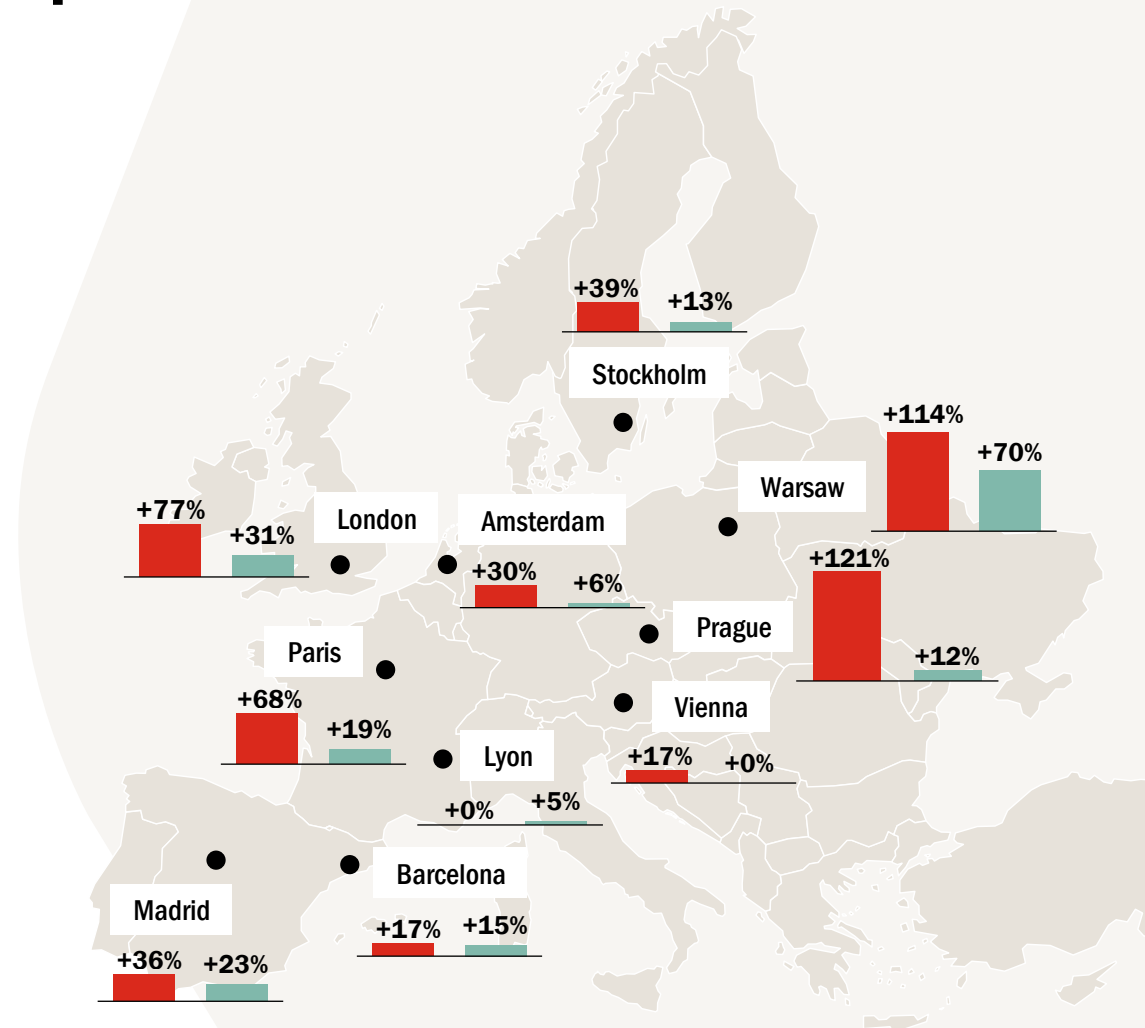 +39%
+13%
Stockholm
+114%
+70%
Warsaw
+77%
+31%
London
Amsterdam
+30%
+6%
+121%
+12%
Prague
Paris
+68%
+19%
Vienna
+17%
+0%
Lyon
+0%
+5%
Barcelona
+17%
+15%
Madrid
+36%
+23%